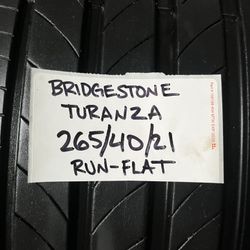 BRIDGESTONE
TURANZA
265/40/21
RUN-FLAT